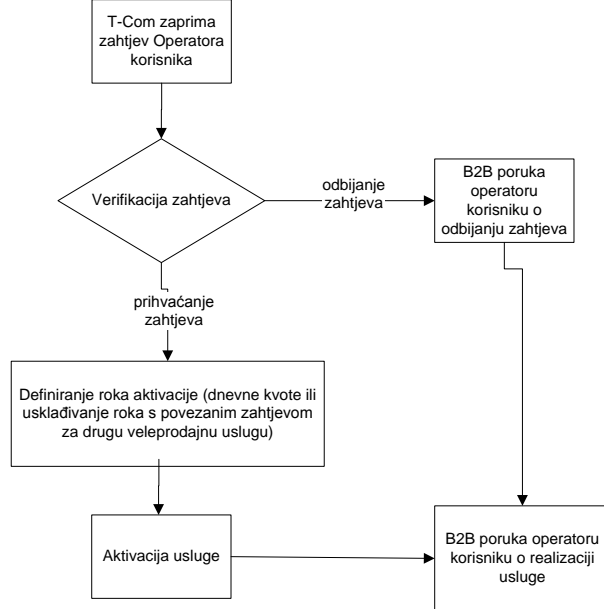 T-Com zaprima
zahtjev Operatora
korisnika
Verifikacija zahtjeva
odbijanje
zahtjeva
B2B poruka
operatoru
korisniku o
odbijanju zahtjeva
prihvaćanje
zahtjeva
Definiranje roka aktivacije (dnevne kvote ili
usklađivanje roka s povezanim zahtjevom
za drugu veleprodajnu uslugu)
Aktivacija usluge
B2B poruka operatoru
korisniku o realizaciji
usluge